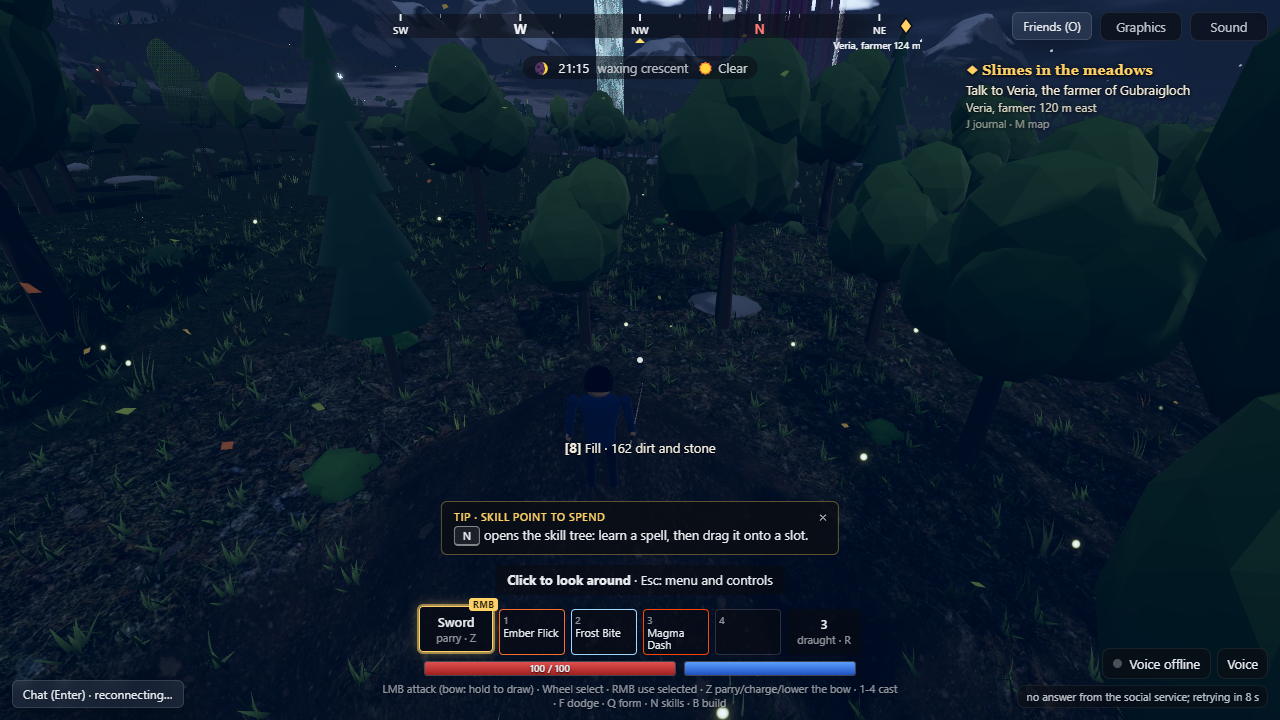 SW
W
NW
N
NE
Veria, farmer 124 m
Friends (O)
Graphics
Sound
21:15 waxing crescent Clear
Slimes in the meadows
Talk to Veria, the farmer of Gubraigloch
Veria, farmer: 120 m east
J journal · M map
[8] Fill · 162 dirt and stone
TIP · SKILL POINT TO SPEND
×
N opens the skill tree: learn a spell, then drag it onto a slot.
Click to look around · Esc: menu and controls
RMB
Sword
parry · Z
1
Ember Flick
2
Frost Bite
3
Magma
Dash
4
3
draught · R
100 / 100
LMB attack (bow: hold to draw) · Wheel select · RMB use selected · Z parry/charge/lower the bow · 1-4 cast
· F dodge · Q form · N skills · B build
Chat (Enter) · reconnecting...
Voice offline
Voice
no answer from the social service; retrying in 8 s